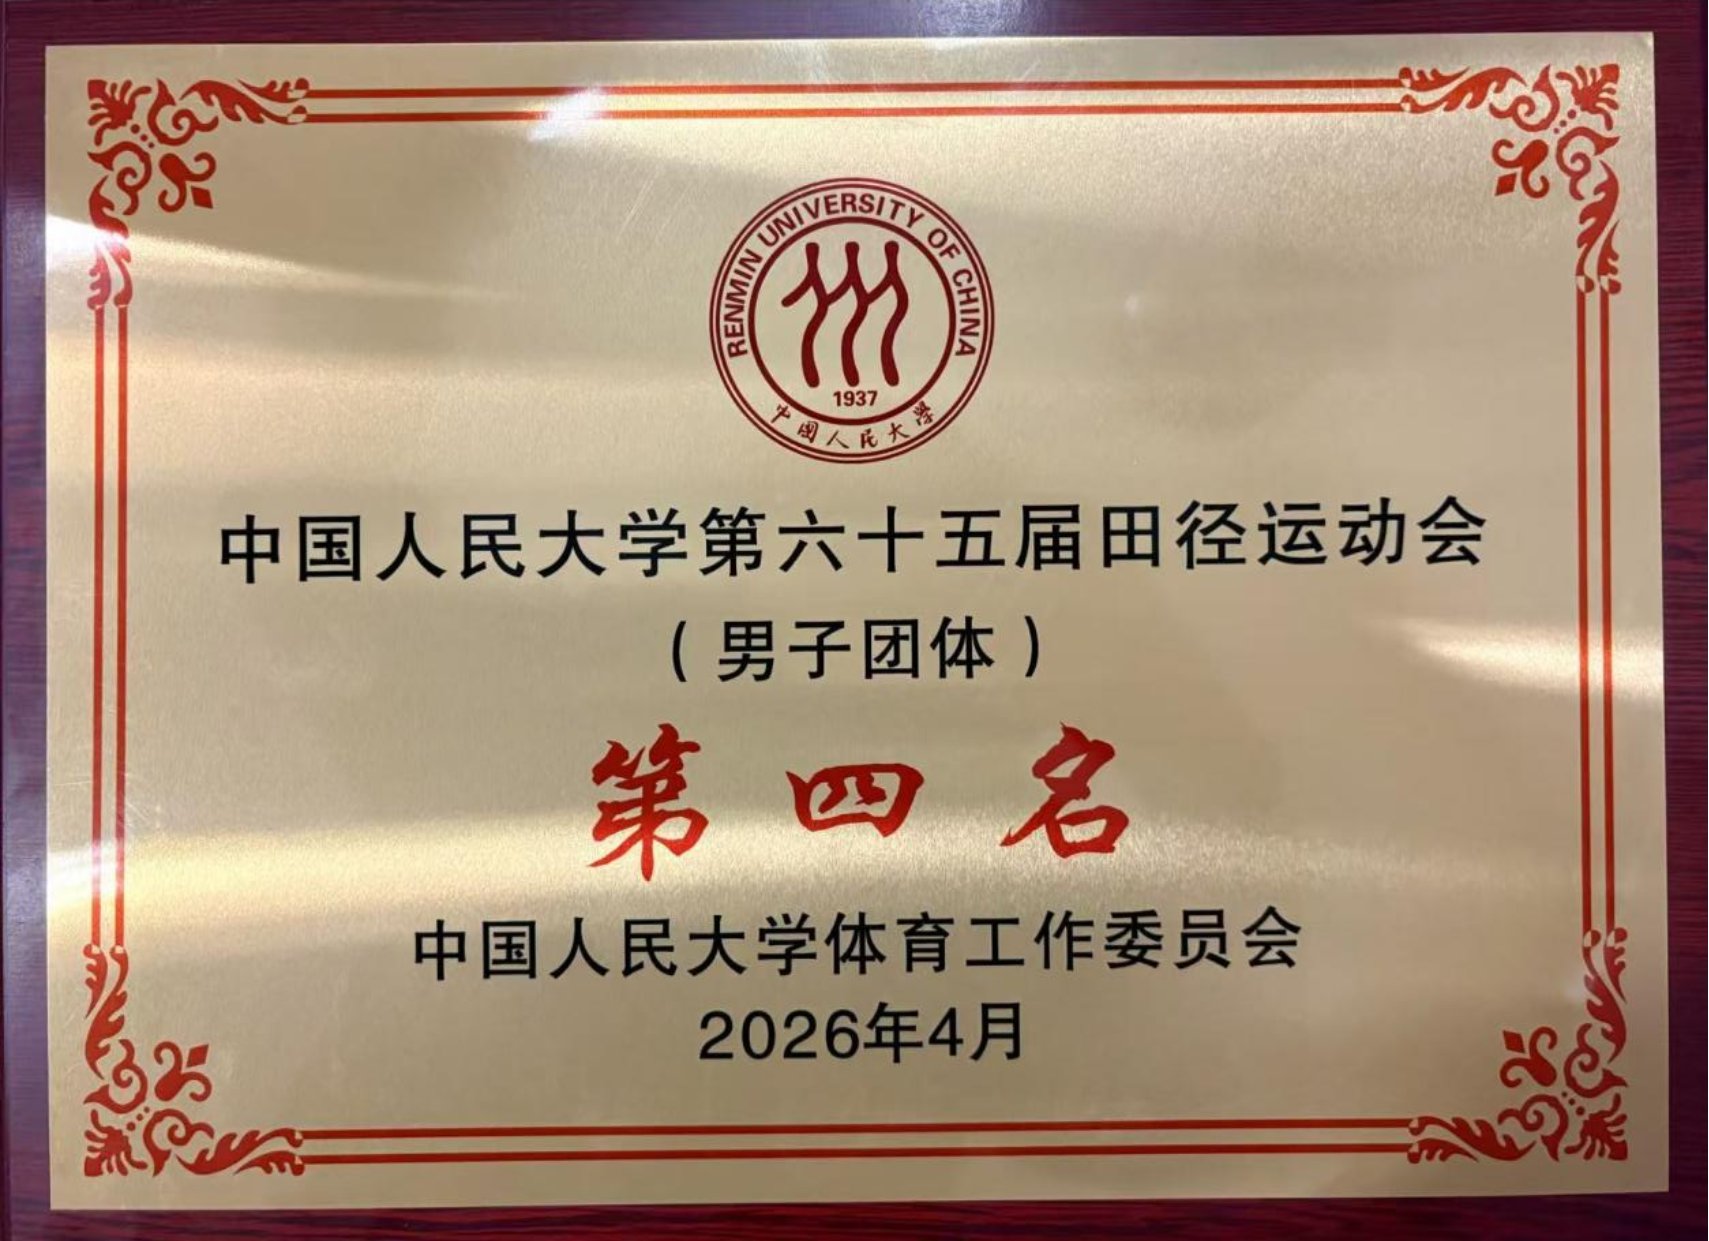 RENMIN UNIVERSITY OF CHINA
1937
中国人民大學
中国人民大学第六十五届田径运动会
（男子团体）
第四名
中国人民大学体育工作委员会
2026年4月